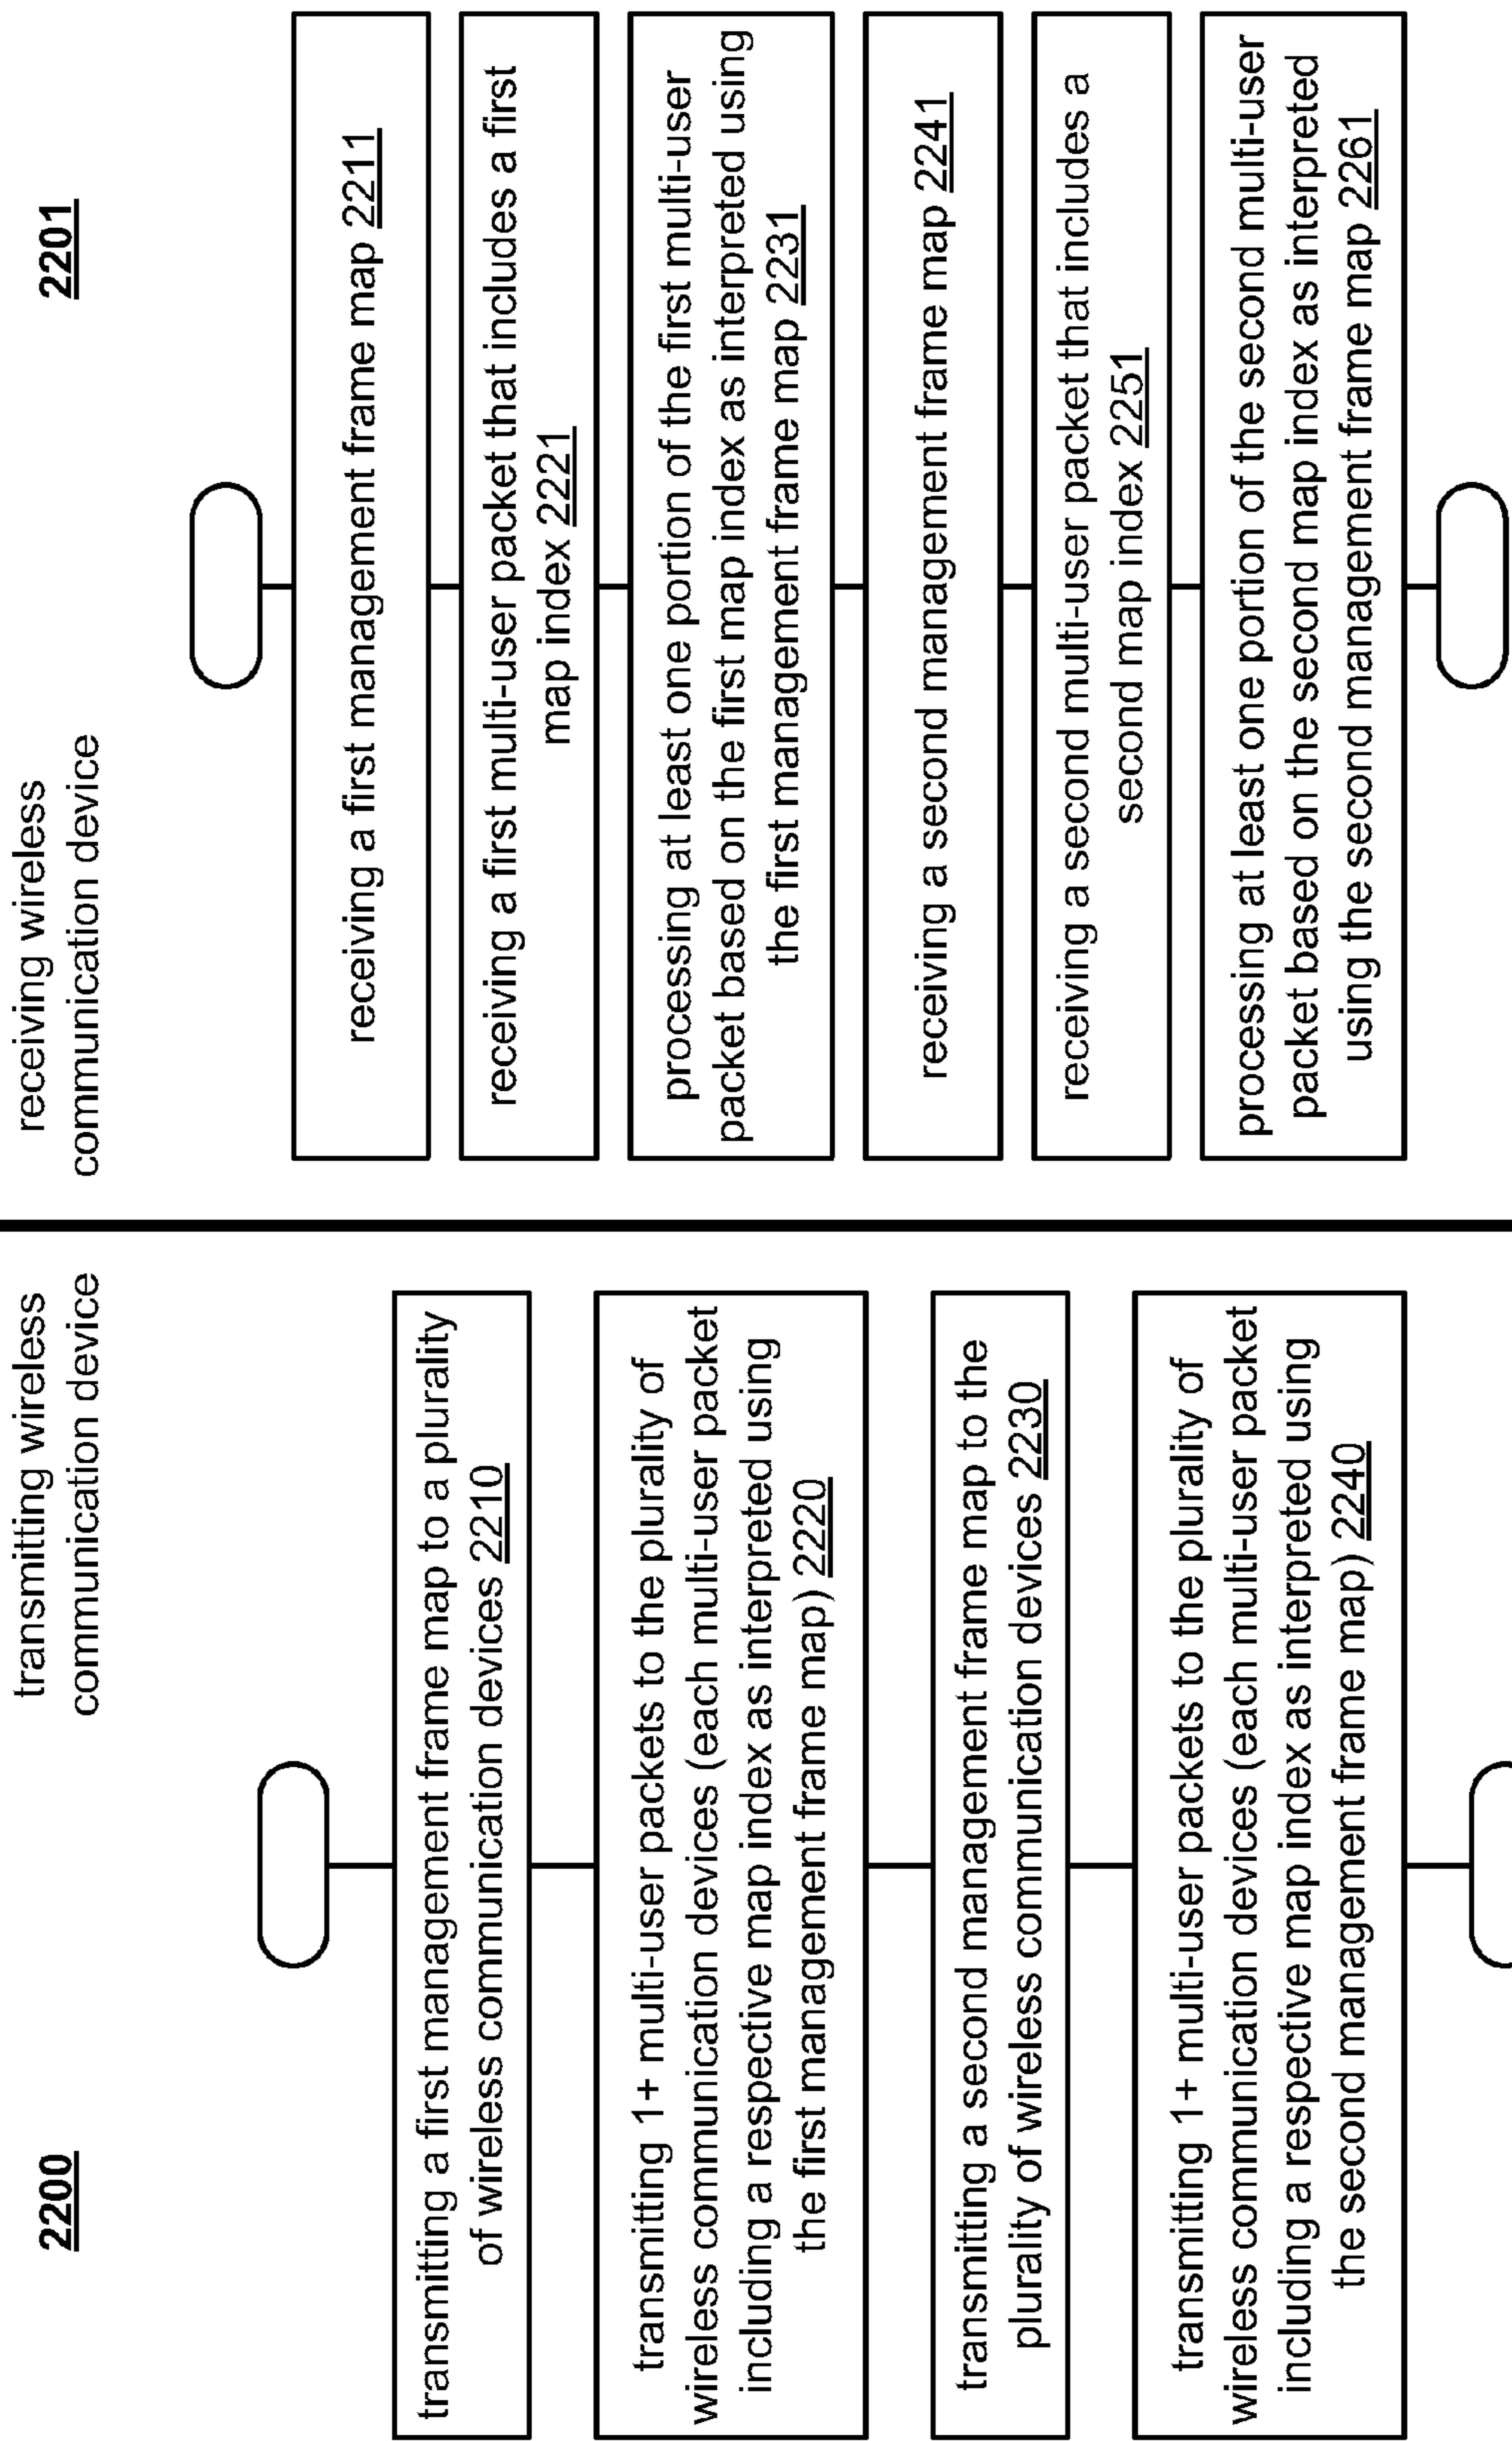 2200
transmitting wireless
communication device
transmitting a first management frame map to a plurality
of wireless communication devices 2210
transmitting 1+ multi-user packets to the plurality of
wireless communication devices (each multi-user packet
including a respective map index as interpreted using
the first management frame map) 2220
transmitting a second management frame map to the
plurality of wireless communication devices 2230
transmitting 1+ multi-user packets to the plurality of
wireless communication devices (each multi-user packet
including a respective map index as interpreted using
the second management frame map) 2240
receiving wireless
communication device
2201
receiving a first management frame map 2211
receiving a first multi-user packet that includes a first
map index 2221
processing at least one portion of the first multi-user
packet based on the first map index as interpreted using
the first management frame map 2231
receiving a second management frame map 2241
receiving a second multi-user packet that includes a
second map index 2251
processing at least one portion of the second multi-user
packet based on the second map index as interpreted
using the second management frame map 2261